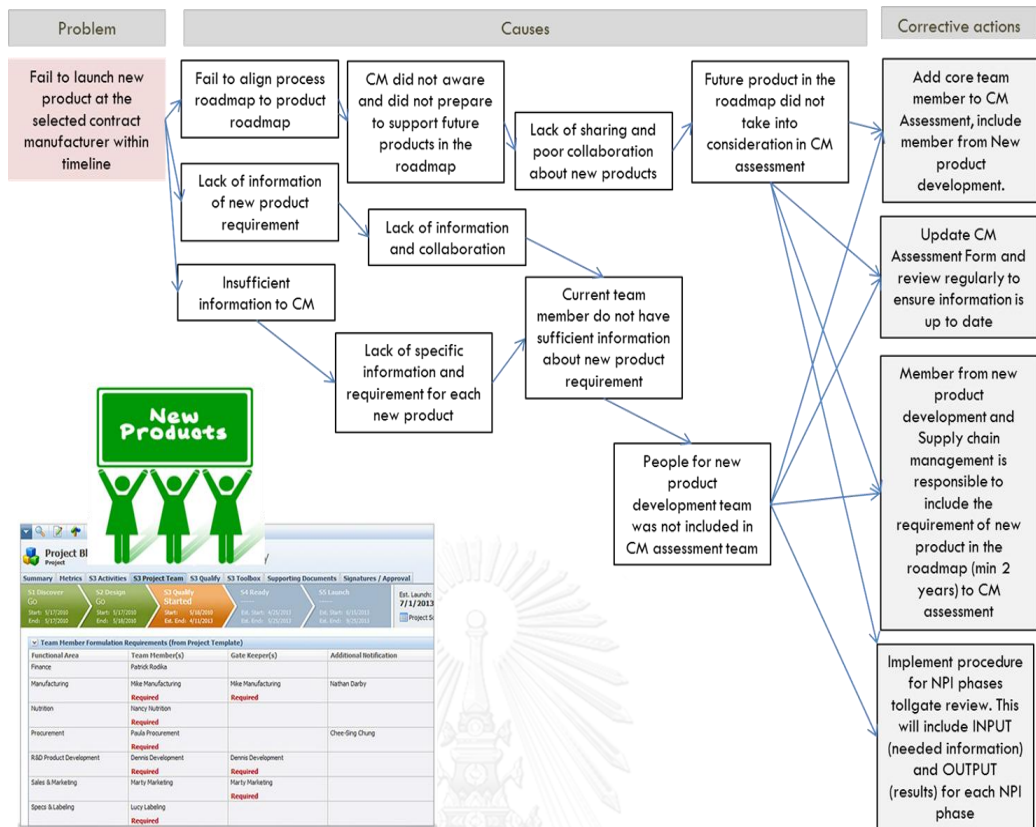 Problem
Causes
Corrective actions
Fail to launch new
product at the
selected contract
manufacturer within
timeline
Fail to align process
roadmap to product
roadmap
CM did not aware
and did not prepare
to support future
products in the
roadmap
Lack of sharing and
poor collaboration
about new products
Future product in the
roadmap did not
take into
consideration in CM
assessment
Lack of information
of new product
requirement
Lack of information
and collaboration
Insufficient
information to CM
Lack of specific
information and
requirement for each
new product
Current team
member do not have
sufficient information
about new product
requirement
People for new
product
development team
was not included in
CM assessment team
Add core team
member to CM
Assessment, include
member from New
product
development.
Update CM
Assessment Form and
review regularly to
ensure information is
up to date
Member from new
product
development and
Supply chain
management is
responsible to
include the
requirement of new
product in the
roadmap (min 2
years) to CM
assessment
Implement procedure
for NPI phases
tollgate review. This
will include INPUT
(needed information)
and OUTPUT
(results) for each NPI
phase
New
Products
Project Bl
Project
Summary Metrics S3 Activities S3 Project Team S3 Qualify S3 Toolbox Supporting Documents Signatures / Approval
S1 Discover S2 Design S3 Qualify S4 Ready S5 Launch
Go Go Started
Est. Launch:
7/1/2013
Project Sc
Team Member Formulation Requirements (from Project Template)
Functional Area Team Member(s) Gate Keeper(s) Additional Notification
Finance Patrick Rodika
Manufacturing Mike Manufacturing Mike Manufacturing Nathan Darby
Required Required
Nutrition Nancy Nutrition
Required
Procurement Paula Procurement Chee-Sing Chung
Required
R&D Product Development Dennis Development Dennis Development
Required Required
Sales & Marketing Marty Marketing Marty Marketing
Required Required
Specs & Labeling Lucy Labeling
Required